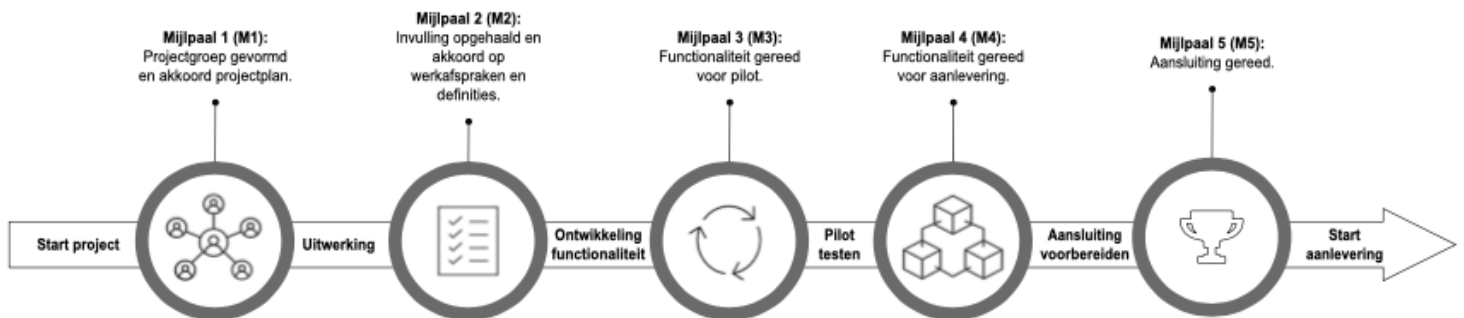 Mijlpaal 1 (M1):
Projectgroep gevormd
en akkoord projectplan.
Mijlpaal 2 (M2):
Invulling opgehaald en
akkoord op
werkafspraken en
definities.
Mijlpaal 3 (M3):
Functionaliteit gereed
voor pilot.
Mijlpaal 4 (M4):
Functionaliteit gereed
voor aanlevering.
Mijlpaal 5 (M5):
Aansluiting gereed.
Start project
Uitwerking
Ontwikkeling
functionaliteit
Pilot
testen
Aansluiting
voorbereiden
Start
aanlevering